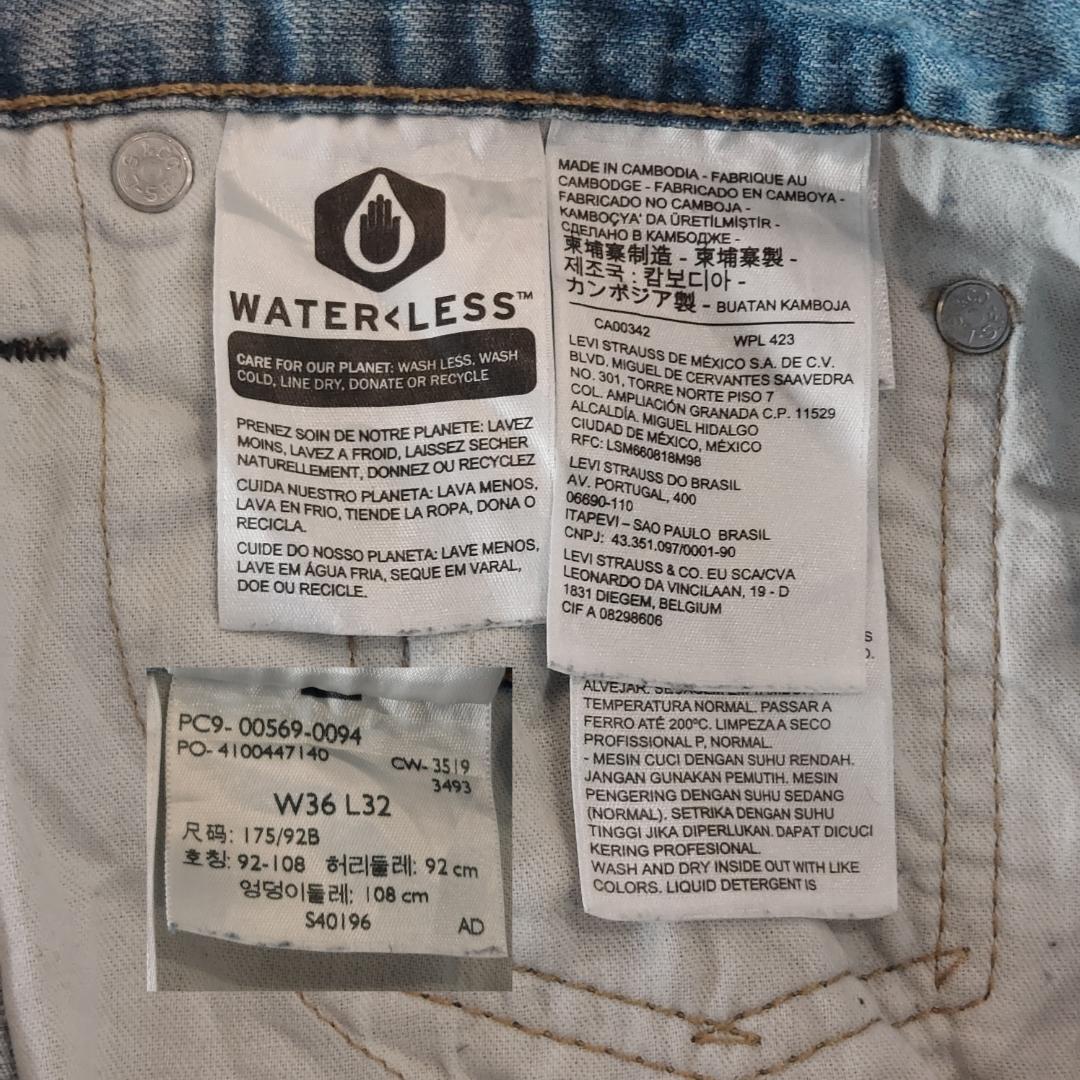 WATER<LESS™
CARE FOR OUR PLANET: WASH LESS, WASH
COLD, LINE DRY, DONATE OR RECYCLE
PRENEZ SOIN DE NOTRE PLANETE: LAVEZ
MOINS, LAVEZ A FROID, LAISSEZ SECHER
NATURELLEMENT, DONNEZ OU RECYCLEZ
CUIDA NUESTRO PLANETA: LAVA MENOS,
LAVA EN FRIO, TIENDE LA ROPA, DONA O
RECICLA.
CUIDE DO NOSSO PLANETA: LAVE MENOS,
LAVE EM ÁGUA FRIA, SEQUE EM VARAL,
DOE OU RECICLE.
MADE IN CAMBODIA - FABRIQUE AU
CAMBODGE - FABRICADO EN CAMBOYA -
FABRICADO NO CAMBOJA -
KAMBOÇYA' DA ÜRETİLMİŞTİR -
СДЕЛАНО В КАМБОДЖЕ -
柬埔寨制造 - 柬埔寨製 -
제조국 : 캄보디아 -
カンボジア製 - BUATAN KAMBOJA
CA00342 WPL 423
LEVI STRAUSS DE MÉXICO S.A. DE C.V.
BLVD. MIGUEL DE CERVANTES SAAVEDRA
NO. 301, TORRE NORTE PISO 7
COL. AMPLIACIÓN GRANADA C.P. 11529
ALCALDÍA, MIGUEL HIDALGO
CIUDAD DE MÉXICO, MÉXICO
RFC: LSM660818M98
LEVI STRAUSS DO BRASIL
AV. PORTUGAL, 400
06690-110
ITAPEVI – SAO PAULO BRASIL
CNPJ: 43.351.097/0001-90
LEVI STRAUSS & CO. EU SCA/CVA
LEONARDO DA VINCILAAN, 19 - D
1831 DIEGEM, BELGIUM
CIF A 08298606
ALVEJAR.
TEMPERATURA NORMAL. PASSAR A
FERRO ATÉ 200ºC. LIMPEZA A SECO
PROFISSIONAL P, NORMAL.
- MESIN CUCI DENGAN SUHU RENDAH.
JANGAN GUNAKAN PEMUTIH. MESIN
PENGERING DENGAN SUHU SEDANG
(NORMAL). SETRIKA DENGAN SUHU
TINGGI JIKA DIPERLUKAN. DAPAT DICUCI
KERING PROFESIONAL.
WASH AND DRY INSIDE OUT WITH LIKE
COLORS. LIQUID DETERGENT IS
PC9- 00569-0094
PO- 4100447140
CW- 3519
3493
W36 L32
尺码: 175/92B
호칭: 92-108 허리둘레: 92 cm
엉덩이둘레: 108 cm
S40196 AD